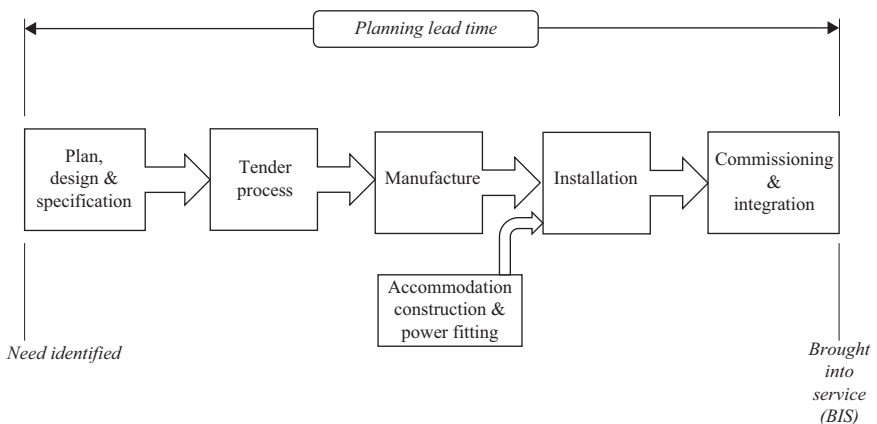 Planning lead time
Plan,
design &
specification
Tender
process
Manufacture
Installation
Commissioning
&
integration
Accommodation
construction &
power fitting
Need identified
Brought
into
service
(BIS)